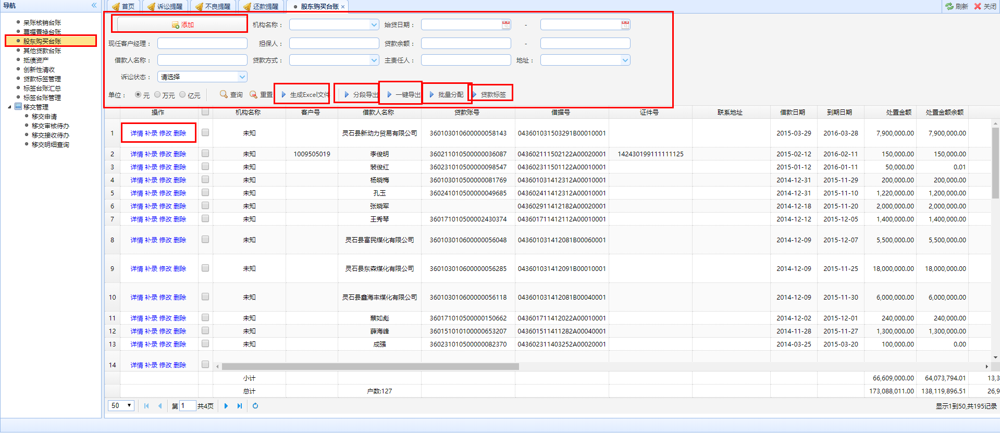 导航
首页 诉讼提醒 不良提醒 还款提醒 股东购买台账 刷新 关闭
呆账核销台账
票据置换台账
股东购买台账
其他贷款台账
抵债资产
创新性清收
贷款标签管理
标签台账汇总
标签台账管理
移交管理
移交申请
移交审核待办
移交接收待办
移交明细查询
添加 机构名称： 始贷日期： -
现任客户经理： 担保人： 贷款余额： -
借款人名称： 贷款方式： 主责任人： 地址：
诉讼状态： 请选择
单位： 元 万元 亿元 查询 重置 生成Excel文件 分段导出 一键导出 批量分配 贷款标签
操作 机构名称 客户号 借款人名称 贷款账号 借据号 证件号 联系地址 借款日期 到期日期 处置金额 处置金额余额
1 详情 补录 修改 删除 未知 灵石县新动力贸易有限公司 360103010600000058143 043601031503291B00010001 2015-03-29 2016-03-28 7,900,000.00 7,900,000.00
2 详情 补录 修改 删除 未知 1009505019 李俊明 360211010500000036087 043602111502122A00020001 142430199111111125 2015-02-12 2016-02-11 150,000.00 150,000.00
3 详情 补录 修改 删除 未知 裴俊红 360231010500000098547 043602311501122A00010001 2015-01-12 2016-01-11 50,000.00 0.01
4 详情 补录 修改 删除 未知 杨晓梅 360103010500000081769 043601031412312A00010001 2014-12-31 2015-11-29 200,000.00 200,000.00
5 详情 补录 修改 删除 未知 孔玉 360241010500000049685 043602411412312A00010001 2014-12-31 2015-11-10 1,220,000.00 1,200,000.00
6 详情 补录 修改 删除 未知 张晓军 043602911412182A00020001 2014-12-18 2015-11-20 2,000,000.00 2,000,000.00
7 详情 补录 修改 删除 未知 王秀琴 360171010500002430374 043601711412112A00010001 2014-12-12 2015-12-05 1,400,000.00 1,400,000.00
8 详情 补录 修改 删除 未知 灵石县富民煤化有限公司 360103010600000056048 043601031412081B00060001 2014-12-09 2015-12-07 5,500,000.00 5,500,000.00
9 详情 补录 修改 删除 未知 灵石县东森煤化有限公司 360103010600000056285 043601031412091B00010001 2014-12-09 2015-11-25 18,000,000.00 18,000,000.00
10 详情 补录 修改 删除 未知 灵石县鑫海丰煤化有限公司 360103010600000056118 043601031412081B00040001 2014-12-09 2015-11-30 6,000,000.00 6,000,000.00
11 详情 补录 修改 删除 未知 蔡如彪 360171010500000150662 043601711412022A00010001 2014-12-02 2015-12-01 240,000.00 240,000.00
12 详情 补录 修改 删除 未知 薛海峰 360151010100000653207 043601511411282A00040001 2014-11-28 2015-11-27 1,300,000.00 1,300,000.00
13 详情 补录 修改 删除 未知 成强 360231010500000082370 043602311403252A00020001 2014-03-25 2015-03-20 100,000.00 0.00
14 详情 补录 修改 删除
小计 66,609,000.00 64,073,794.01 13,3
总计 户数:127 173,088,011.00 138,119,896.51 26,9
50 第 1 共4页 显示1到50,共195记录